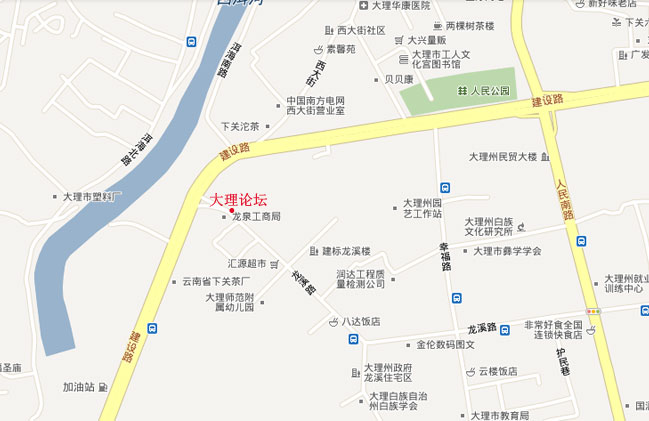 西洱河
大理华康医院
新好味老店
两棵树茶楼
下关
西大街社区
大兴量贩
素馨苑
大理市工人文
化宫图书馆
广发
洱海南路
西大街
贝贝康
人民公园
中国南方电网
西大街营业室
建设路
下关沱茶
洱海北路
建设路
大理州民贸大楼
大理市塑料厂
大理论坛
人民南路
龙泉工商局
大理州园
艺工作站
大理州白族
文化研究所
建标龙溪楼
幸福路
大理市彝学学会
汇源超市
龙溪路
润达工程质
量检测公司
云南省下关茶厂
大理州就业
训练中心
大理师范附
属幼儿园
八达饭店
龙溪路
非常好食全国
连锁快食店
建设路
金伦数码图文
护民巷
福圣庙
大理州政府
龙溪住宅区
云楼饭店
加油站
大理白族自治
州白族学会
大理市教育局
国